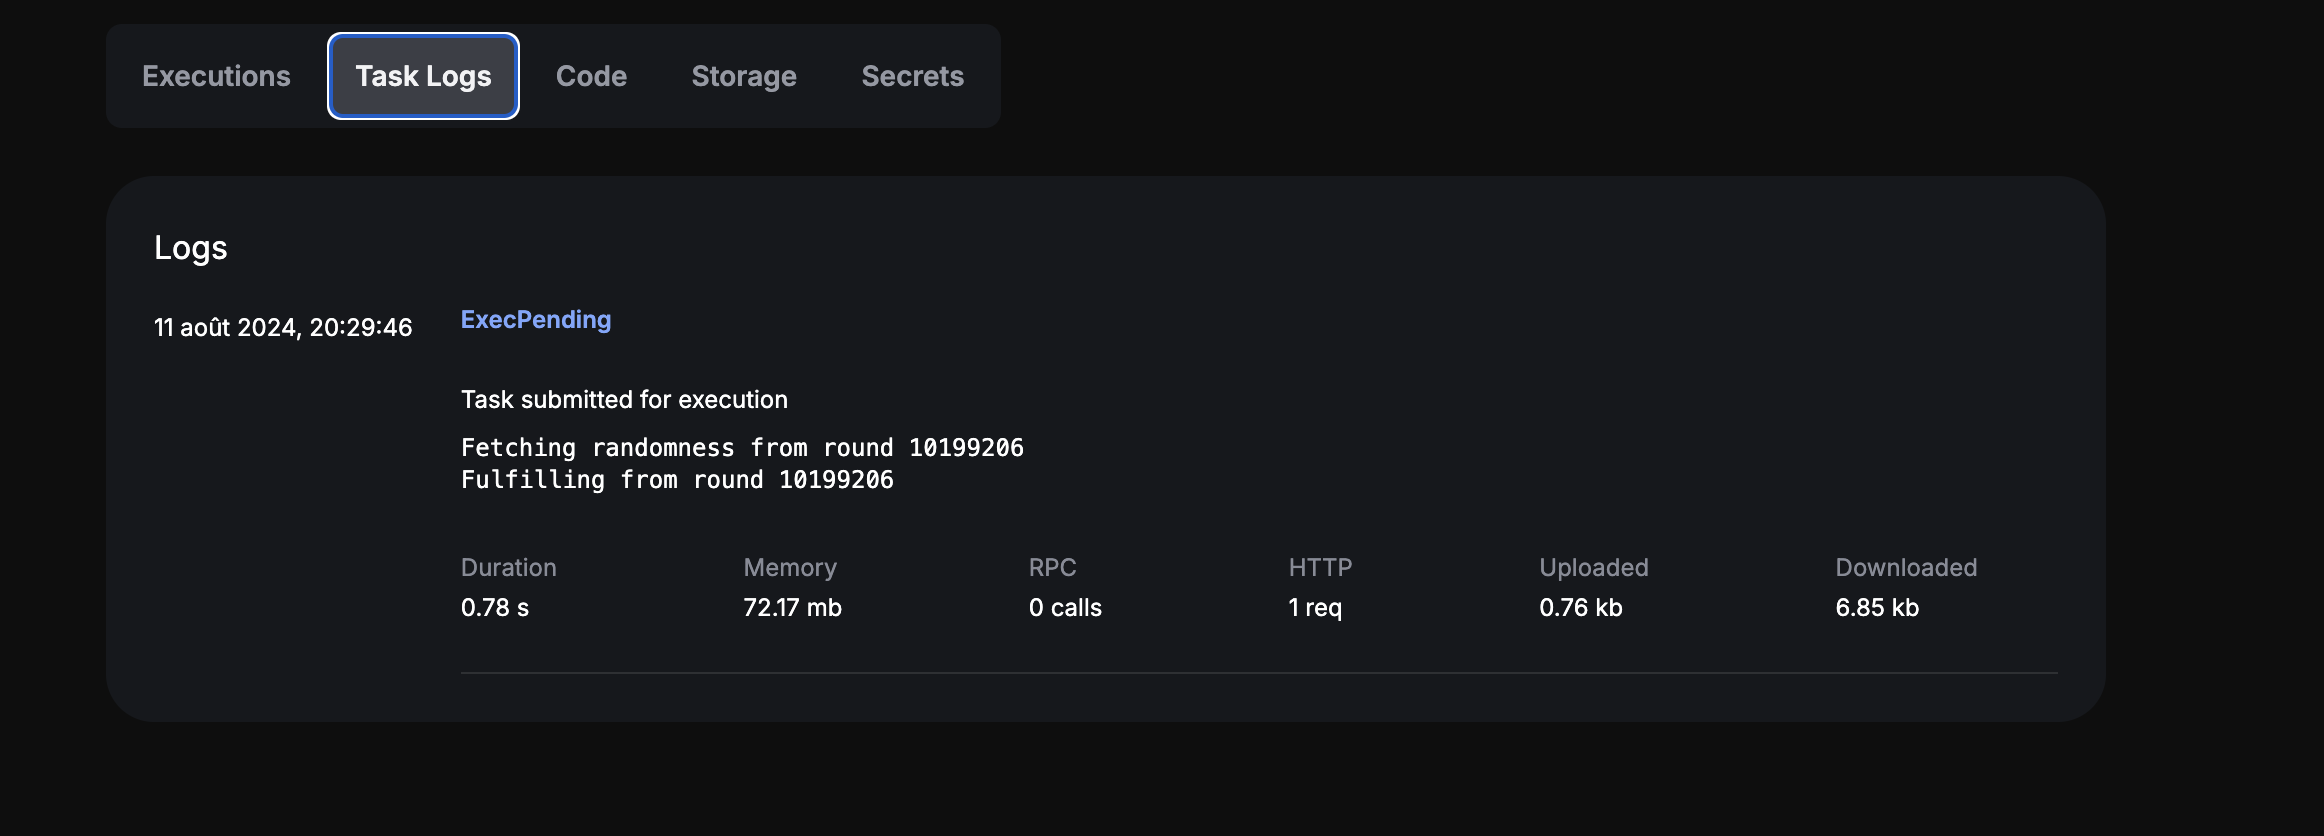 Executions Task Logs Code Storage Secrets
Logs
11 août 2024, 20:29:46 ExecPending
Task submitted for execution
Fetching randomness from round 10199206
Fulfilling from round 10199206
Duration Memory RPC HTTP Uploaded Downloaded
0.78 s 72.17 mb 0 calls 1 req 0.76 kb 6.85 kb